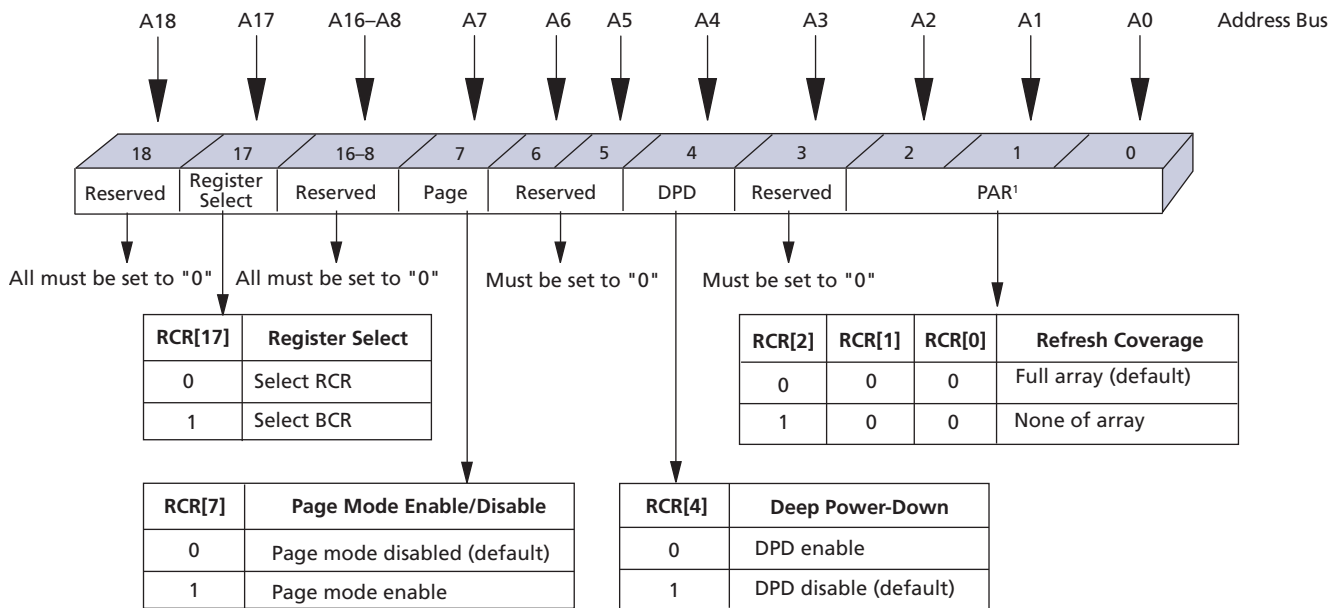 A18 A17 A16–A8 A7 A6 A5 A4 A3 A2 A1 A0 Address Bus
18 17 16–8 7 6 5 4 3 2 1 0
Reserved Register Select Reserved Page Reserved DPD Reserved PAR¹
All must be set to "0" All must be set to "0" Must be set to "0" Must be set to "0"
RCR[17] Register Select
0 Select RCR
1 Select BCR
RCR[2] RCR[1] RCR[0] Refresh Coverage
0 0 0 Full array (default)
1 0 0 None of array
RCR[7] Page Mode Enable/Disable
0 Page mode disabled (default)
1 Page mode enable
RCR[4] Deep Power-Down
0 DPD enable
1 DPD disable (default)